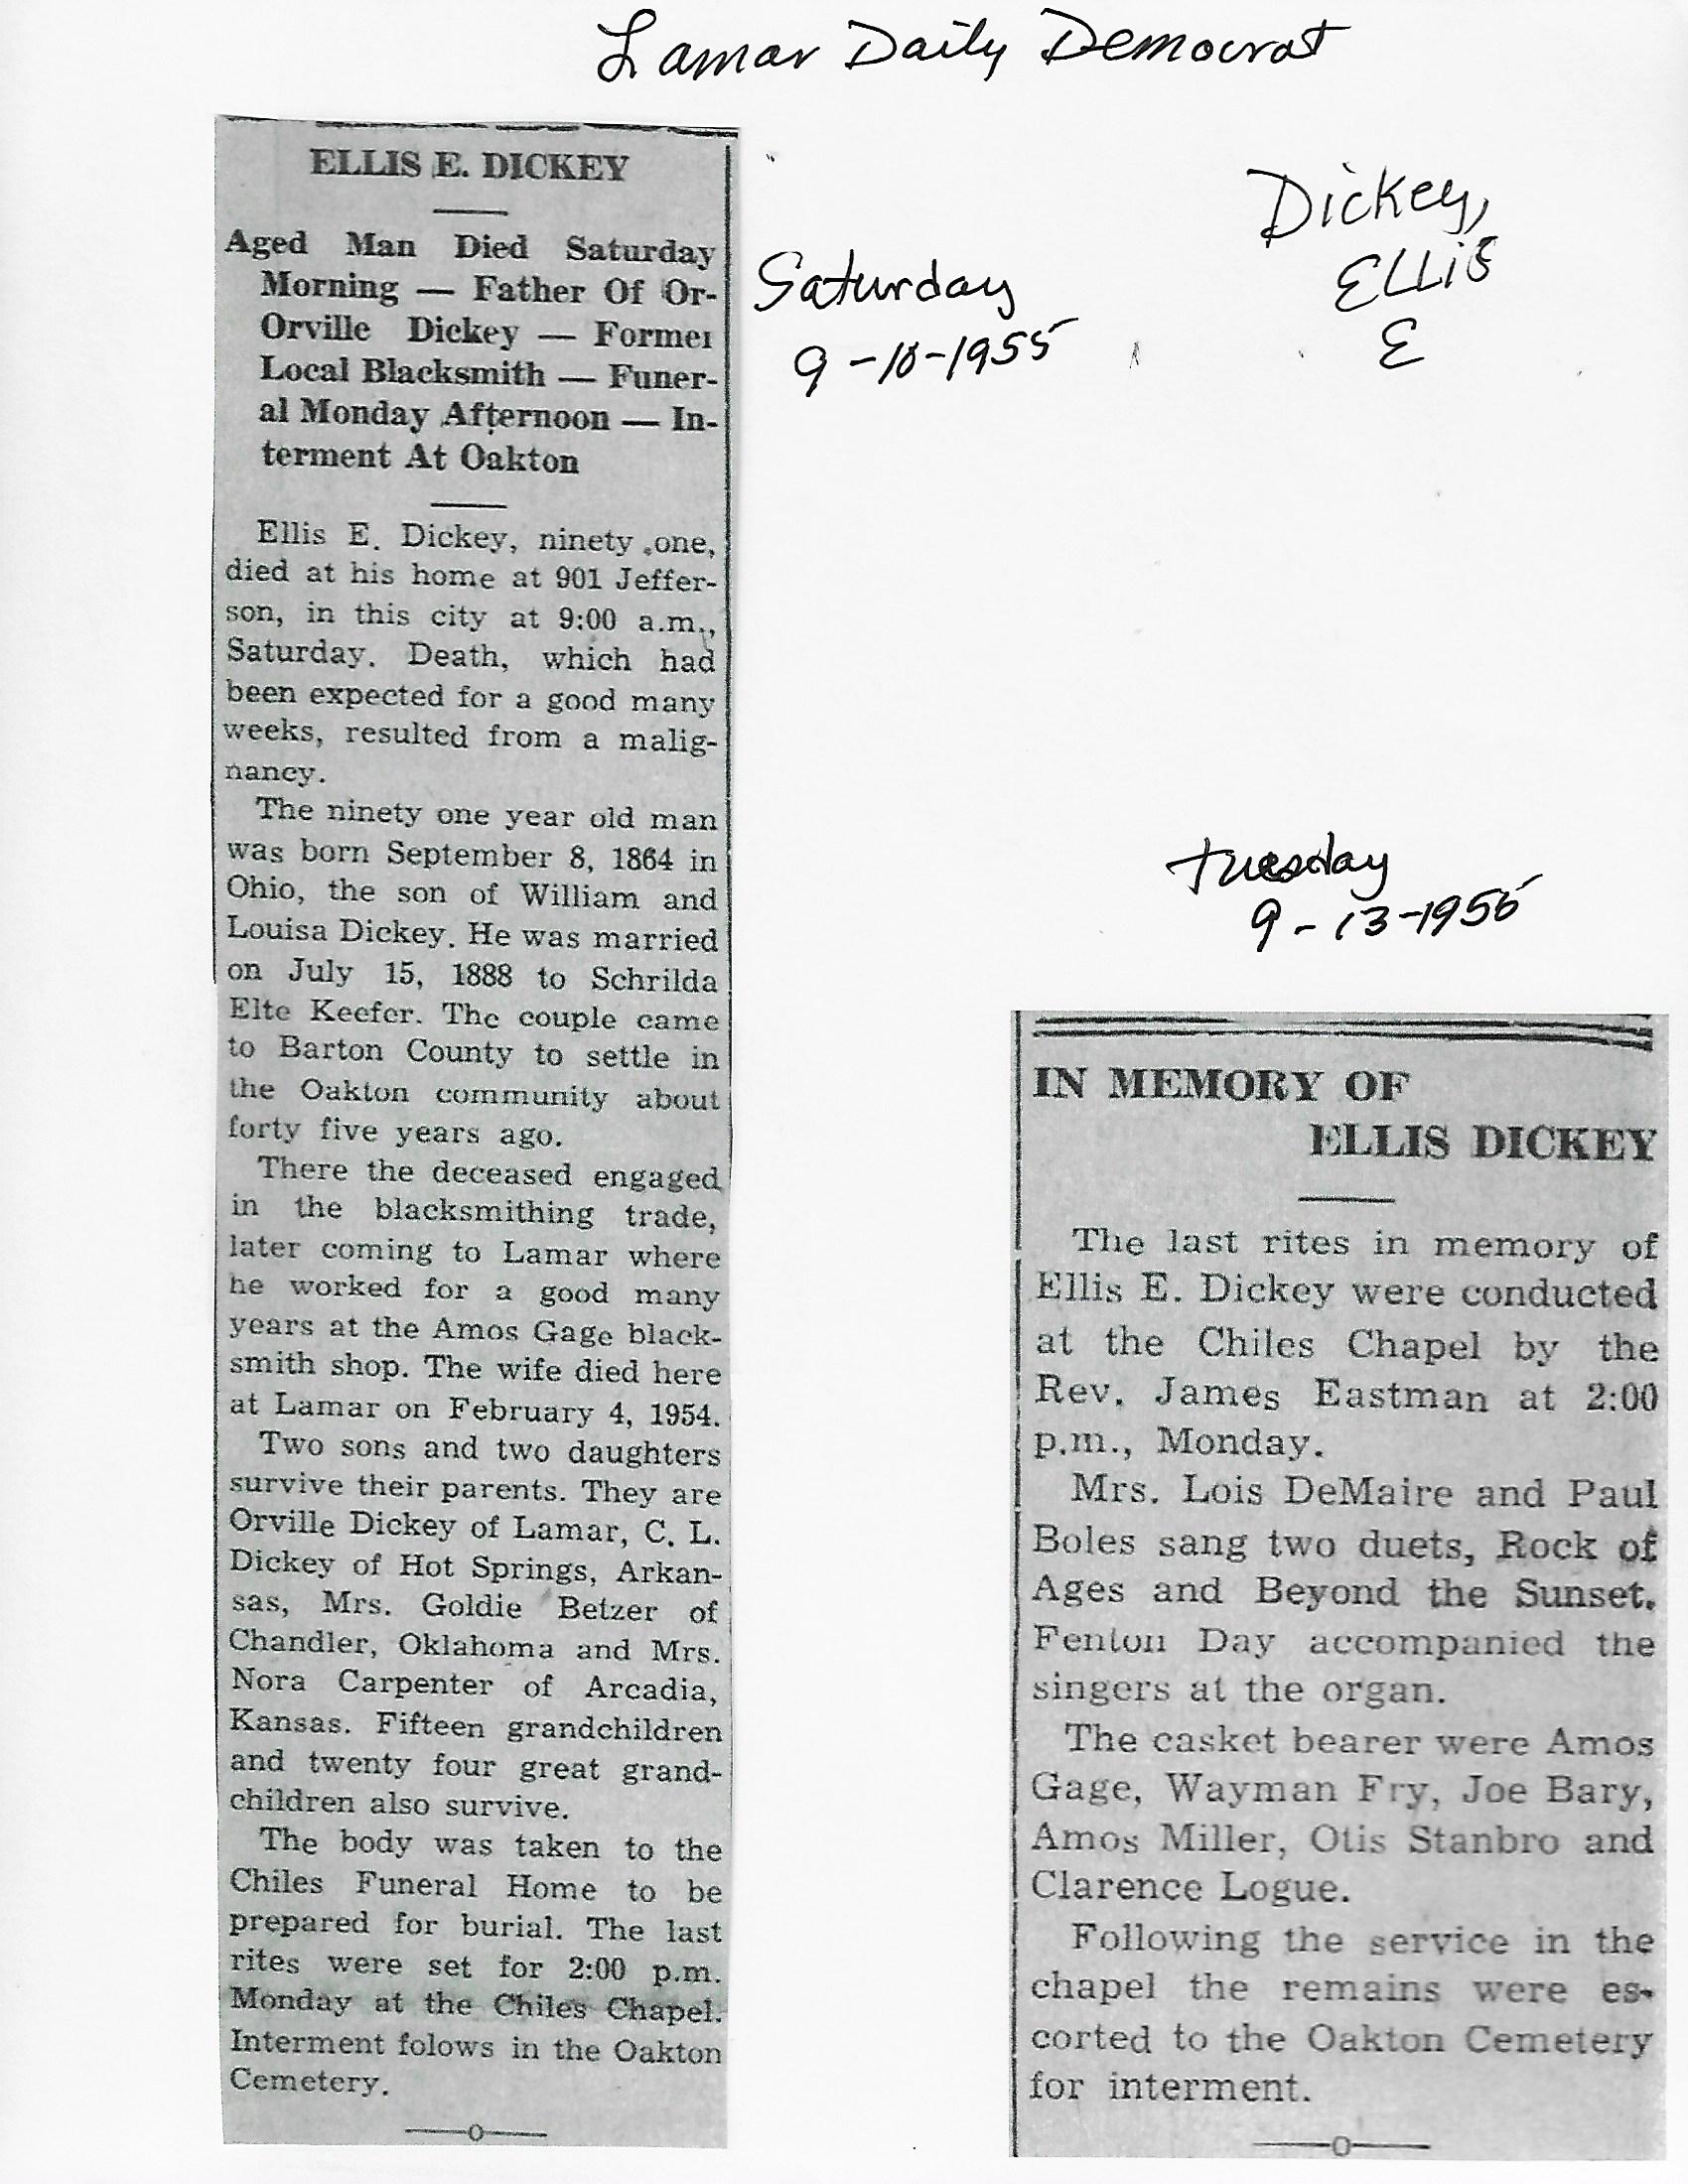 Lamar Daily Democrat
ELLIS E. DICKEY
Aged Man Died Saturday
Morning — Father Of Or-
Orville Dickey — Former
Local Blacksmith — Funer-
al Monday Afternoon — In-
terment At Oakton
Ellis E. Dickey, ninety one,
died at his home at 901 Jeffer-
son, in this city at 9:00 a.m.,
Saturday. Death, which had
been expected for a good many
weeks, resulted from a malig-
nancy.
The ninety one year old man
was born September 8, 1864 in
Ohio, the son of William and
Louisa Dickey. He was married
on July 15, 1888 to Schrilda
Elte Keefer. The couple came
to Barton County to settle in
the Oakton community about
forty five years ago.
There the deceased engaged
in the blacksmithing trade,
later coming to Lamar where
he worked for a good many
years at the Amos Gage black-
smith shop. The wife died here
at Lamar on February 4, 1954.
Two sons and two daughters
survive their parents. They are
Orville Dickey of Lamar, C. L.
Dickey of Hot Springs, Arkan-
sas, Mrs. Goldie Betzer of
Chandler, Oklahoma and Mrs.
Nora Carpenter of Arcadia,
Kansas. Fifteen grandchildren
and twenty four great grand-
children also survive.
The body was taken to the
Chiles Funeral Home to be
prepared for burial. The last
rites were set for 2:00 p.m.
Monday at the Chiles Chapel.
Interment folows in the Oakton
Cemetery.
Saturday
9-10-1955
Dickey,
ELLIS
E
Tuesday
9-13-1955
IN MEMORY OF
ELLIS DICKEY
The last rites in memory of
Ellis E. Dickey were conducted
at the Chiles Chapel by the
Rev. James Eastman at 2:00
p.m., Monday.
Mrs. Lois DeMaire and Paul
Boles sang two duets, Rock of
Ages and Beyond the Sunset.
Fenton Day accompanied the
singers at the organ.
The casket bearer were Amos
Gage, Wayman Fry, Joe Bary,
Amos Miller, Otis Stanbro and
Clarence Logue.
Following the service in the
chapel the remains were es-
corted to the Oakton Cemetery
for interment.